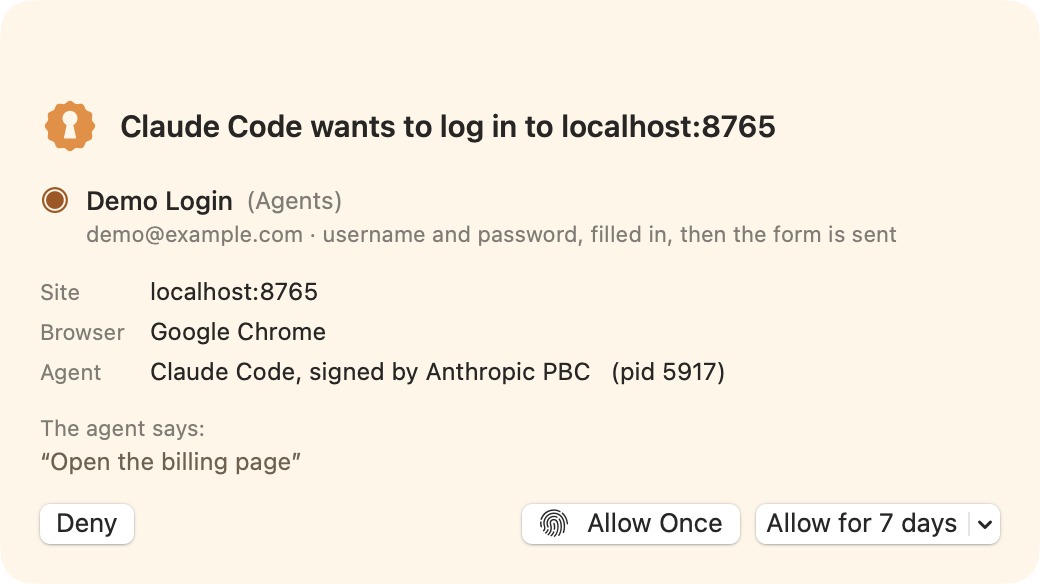 Claude Code wants to log in to localhost:8765
Demo Login (Agents)
demo@example.com · username and password, filled in, then the form is sent
Site localhost:8765
Browser Google Chrome
Agent Claude Code, signed by Anthropic PBC (pid 5917)
The agent says:
“Open the billing page”
Deny Allow Once Allow for 7 days